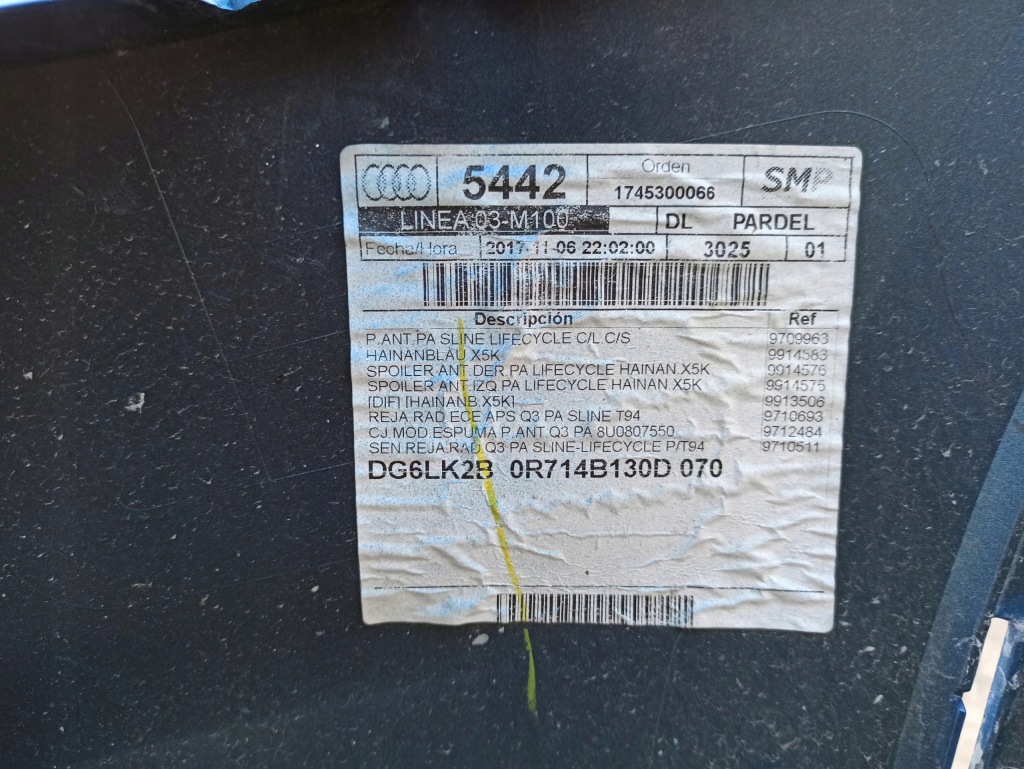 5442
Orden
1745300066
SMP
LINEA 03-M100
DL PARDEL
Fecha/Hora 2017-11-06 22:02:00 3025 01
Descripción Ref
P.ANT.PA SLINE LIFECYCLE C/L.C/S 9709963
HAINANBLAU X5K 9914583
SPOILER ANT.DER.PA LIFECYCLE HAINAN X5K 9914576
SPOILER ANT.IZQ.PA LIFECYCLE HAINAN X5K 9914575
[DIF] [HAINANB.X5K] 9913506
REJA.RAD ECE APS Q3 PA SLINE T94 9710693
CJ.MOD.ESPUMA P.ANT.Q3 PA 8U0807550 9712484
SEN.REJA.RAD Q3 PA SLINE-LIFECYCLE P/T94 9710511
DG6LK2B 0R714B130D 070